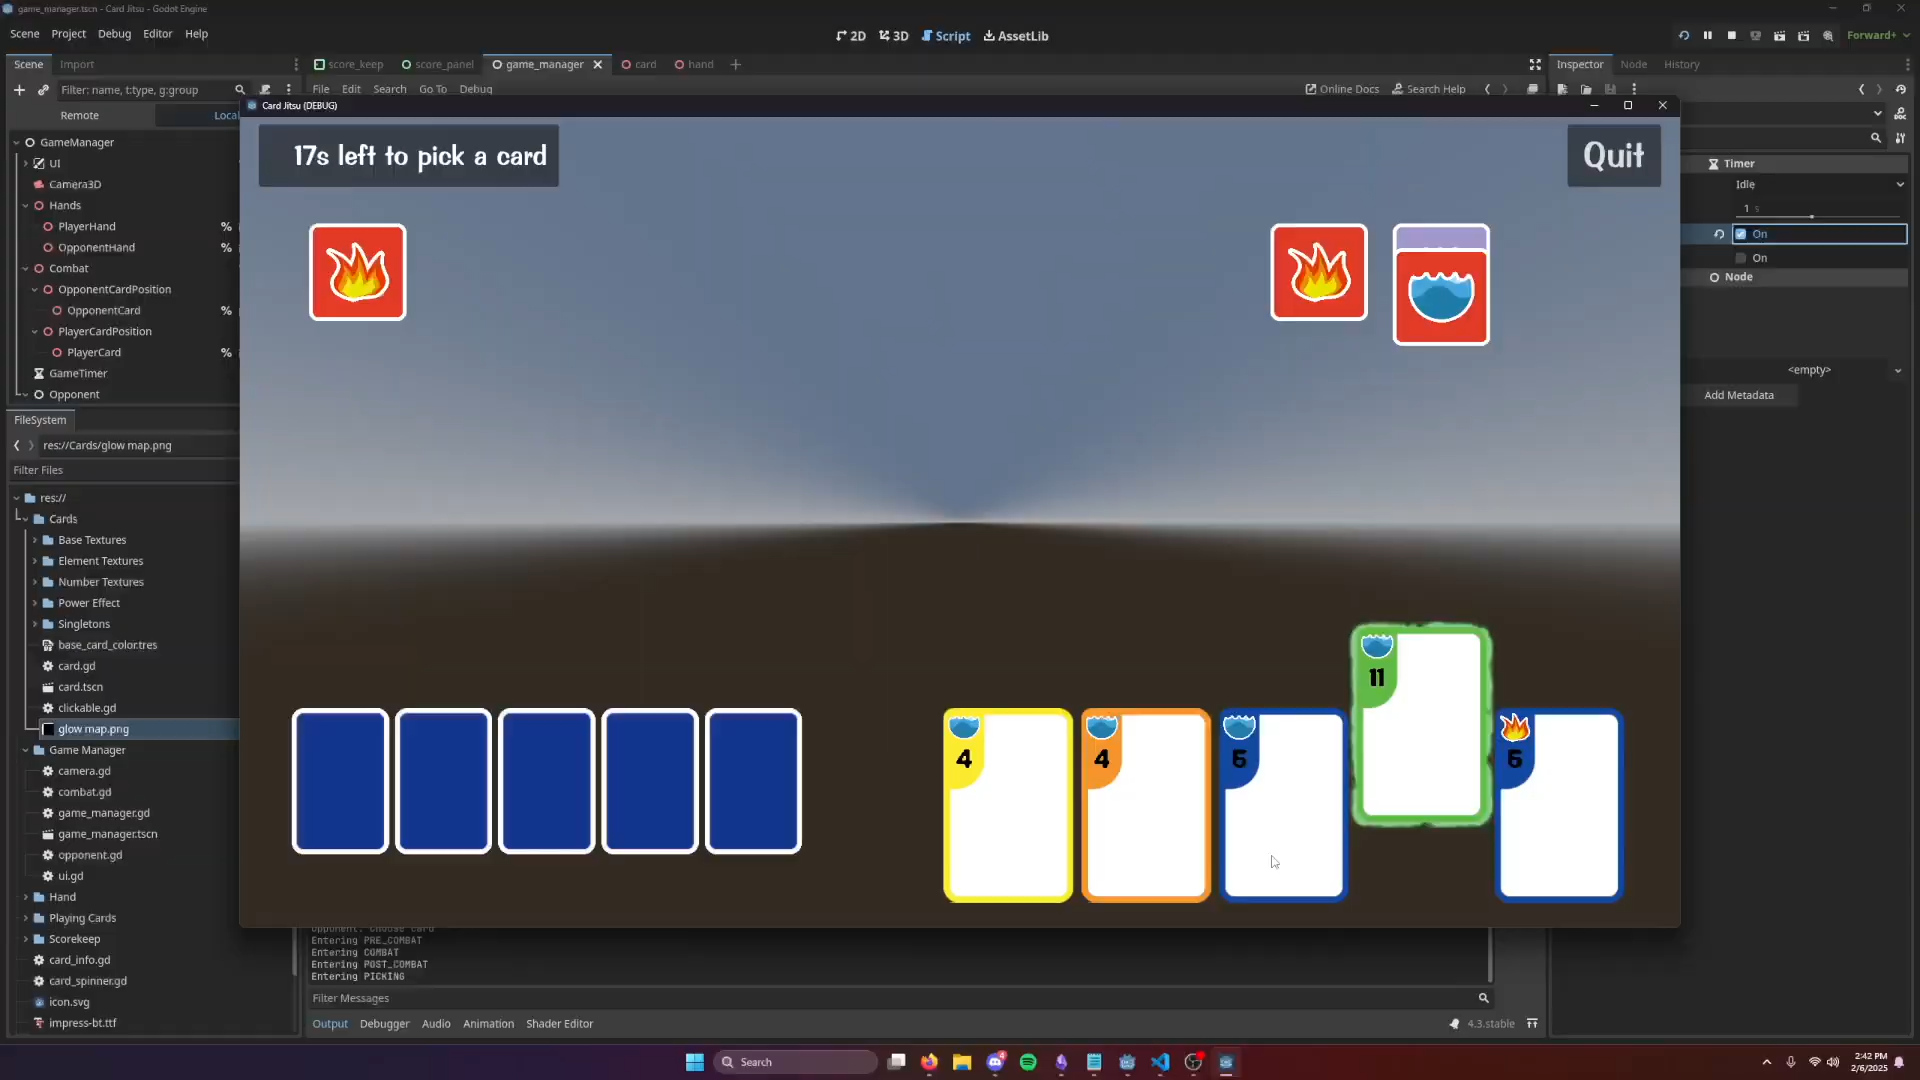 game_manager.tscn - Card Jitsu - Godot Engine
Scene Project Debug Editor Help
2D 3D Script AssetLib
Forward+
Scene Import
score_keep score_panel game_manager card hand
Inspector Node History
Filter: name, t:type, g:group
File Edit Search Go To Debug
Online Docs Search Help
Remote Local
Card Jitsu (DEBUG)
17s left to pick a card
Quit
GameManager
UI
Camera3D
Hands
PlayerHand
OpponentHand
Combat
OpponentCardPosition
OpponentCard
PlayerCardPosition
PlayerCard
GameTimer
Opponent
Timer
Idle
1 s
On
On
Node
<empty>
Add Metadata
FileSystem
res://Cards/glow map.png
Filter Files
res://
Cards
Base Textures
Element Textures
Number Textures
Power Effect
Singletons
base_card_color.tres
card.gd
card.tscn
clickable.gd
glow map.png
Game Manager
camera.gd
combat.gd
game_manager.gd
game_manager.tscn
opponent.gd
ui.gd
Hand
Playing Cards
Scorekeep
card_info.gd
card_spinner.gd
icon.svg
impress-bt.ttf
11
4
4
Entering PRE_COMBAT
Entering COMBAT
Entering POST_COMBAT
Entering PICKING
Filter Messages
Output Debugger Audio Animation Shader Editor
4.3.stable
Search
2:42 PM
2/6/2025